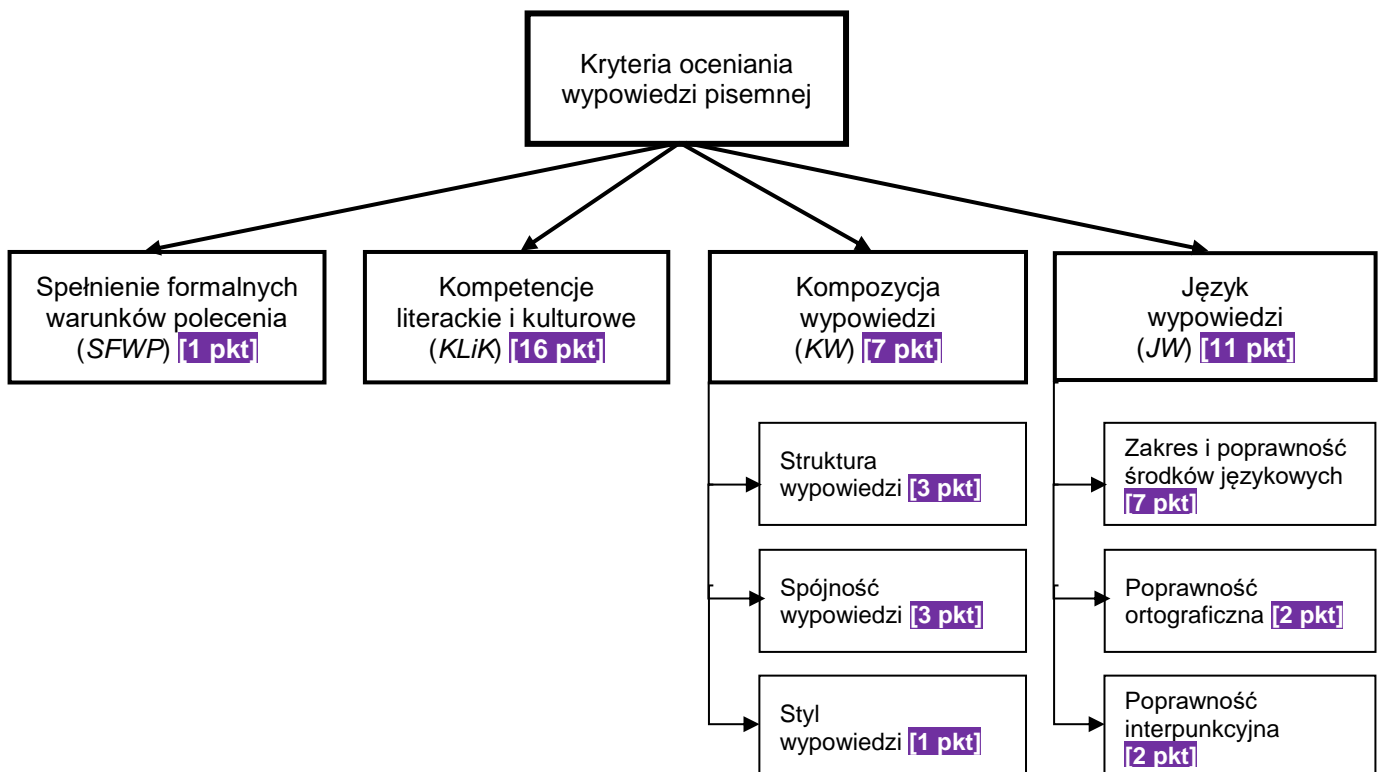 Kryteria oceniania
wypowiedzi pisemnej
Spełnienie formalnych
warunków polecenia
(SFWP) [1 pkt]
Kompetencje
literackie i kulturowe
(KLiK) [16 pkt]
Kompozycja
wypowiedzi
(KW) [7 pkt]
Język
wypowiedzi
(JW) [11 pkt]
Struktura
wypowiedzi [3 pkt]
Spójność
wypowiedzi [3 pkt]
Styl
wypowiedzi [1 pkt]
Zakres i poprawność
środków językowych
[7 pkt]
Poprawność
ortograficzna [2 pkt]
Poprawność
interpunkcyjna
[2 pkt]